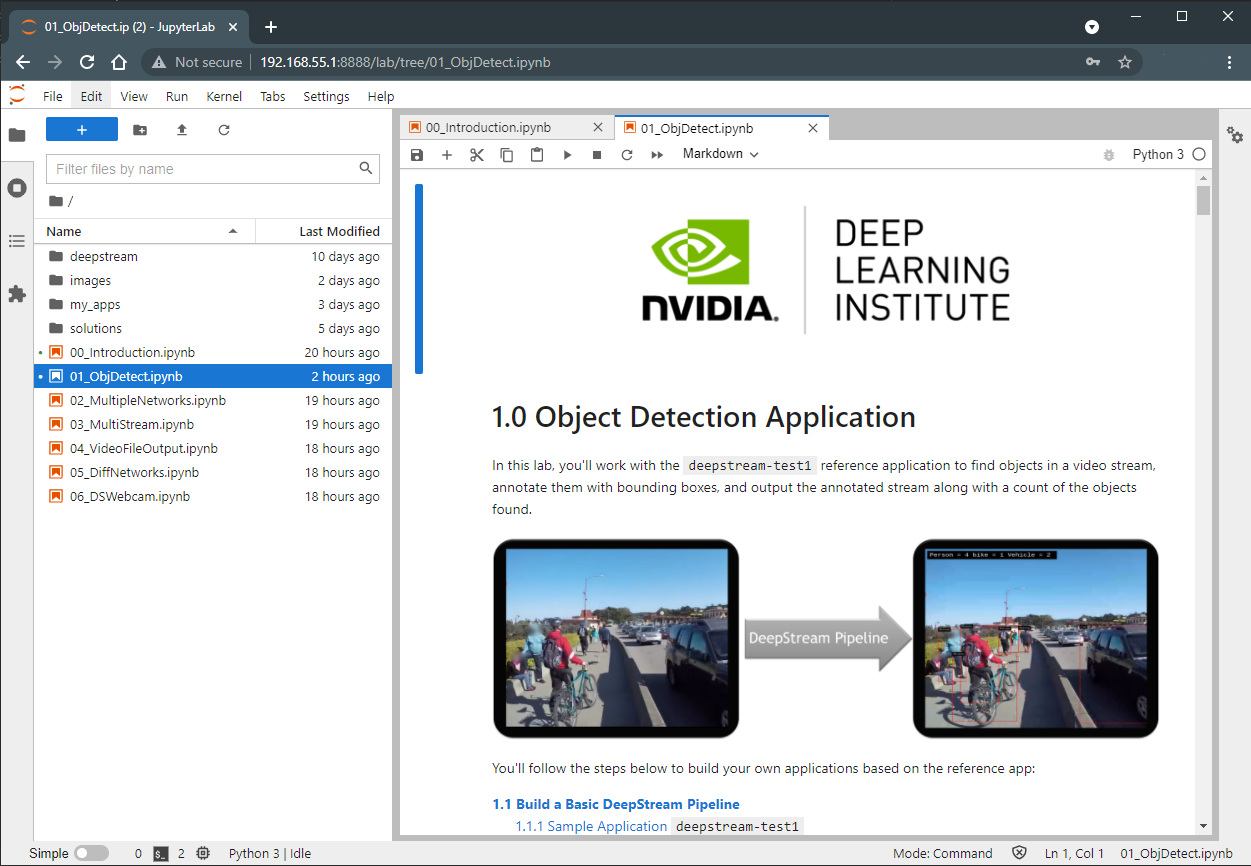 01_ObjDetect.ip (2) - JupyterLab
Not secure 192.168.55.1:8888/lab/tree/01_ObjDetect.ipynb
File Edit View Run Kernel Tabs Settings Help
00_Introduction.ipynb
01_ObjDetect.ipynb
Markdown
Python 3
Filter files by name
/
Name Last Modified
deepstream 10 days ago
images 2 days ago
my_apps 3 days ago
solutions 5 days ago
00_Introduction.ipynb 20 hours ago
01_ObjDetect.ipynb 2 hours ago
02_MultipleNetworks.ipynb 19 hours ago
03_MultiStream.ipynb 19 hours ago
04_VideoFileOutput.ipynb 18 hours ago
05_DiffNetworks.ipynb 18 hours ago
06_DSWebcam.ipynb 18 hours ago
NVIDIA.
DEEP
LEARNING
INSTITUTE
1.0 Object Detection Application
In this lab, you'll work with the deepstream-test1 reference application to find objects in a video stream,
annotate them with bounding boxes, and output the annotated stream along with a count of the objects
found.
Person = 4 bike = 1 Vehicle = 2
DeepStream Pipeline
You'll follow the steps below to build your own applications based on the reference app:
1.1 Build a Basic DeepStream Pipeline
1.1.1 Sample Application deepstream-test1
Simple 0 $_ 2 Python 3 | Idle
Mode: Command Ln 1, Col 1 01_ObjDetect.ipynb